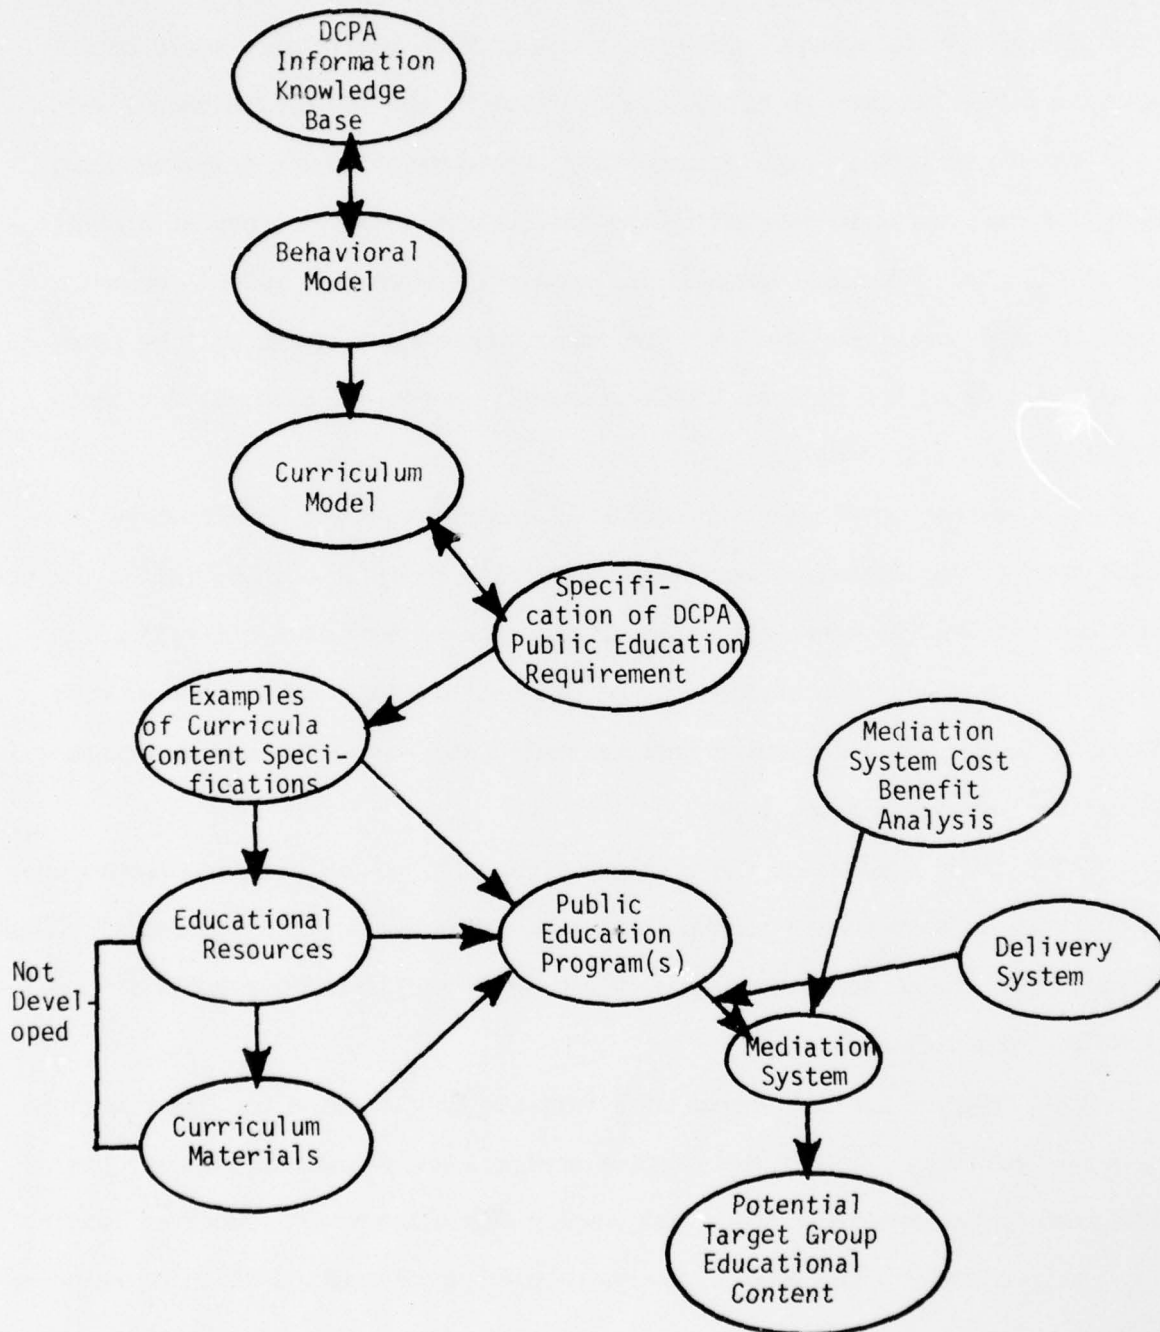 DCPA
Information
Knowledge
Base
Behavioral
Model
Curriculum
Model
Specifi-
cation of DCPA
Public Education
Requirement
Examples
of Curricula
Content Speci-
fications
Mediation
System Cost
Benefit
Analysis
Educational
Resources
Public
Education
Program(s)
Delivery
System
Not
Devel
oped
Mediation
System
Curriculum
Materials
Potential
Target Group
Educational
Content